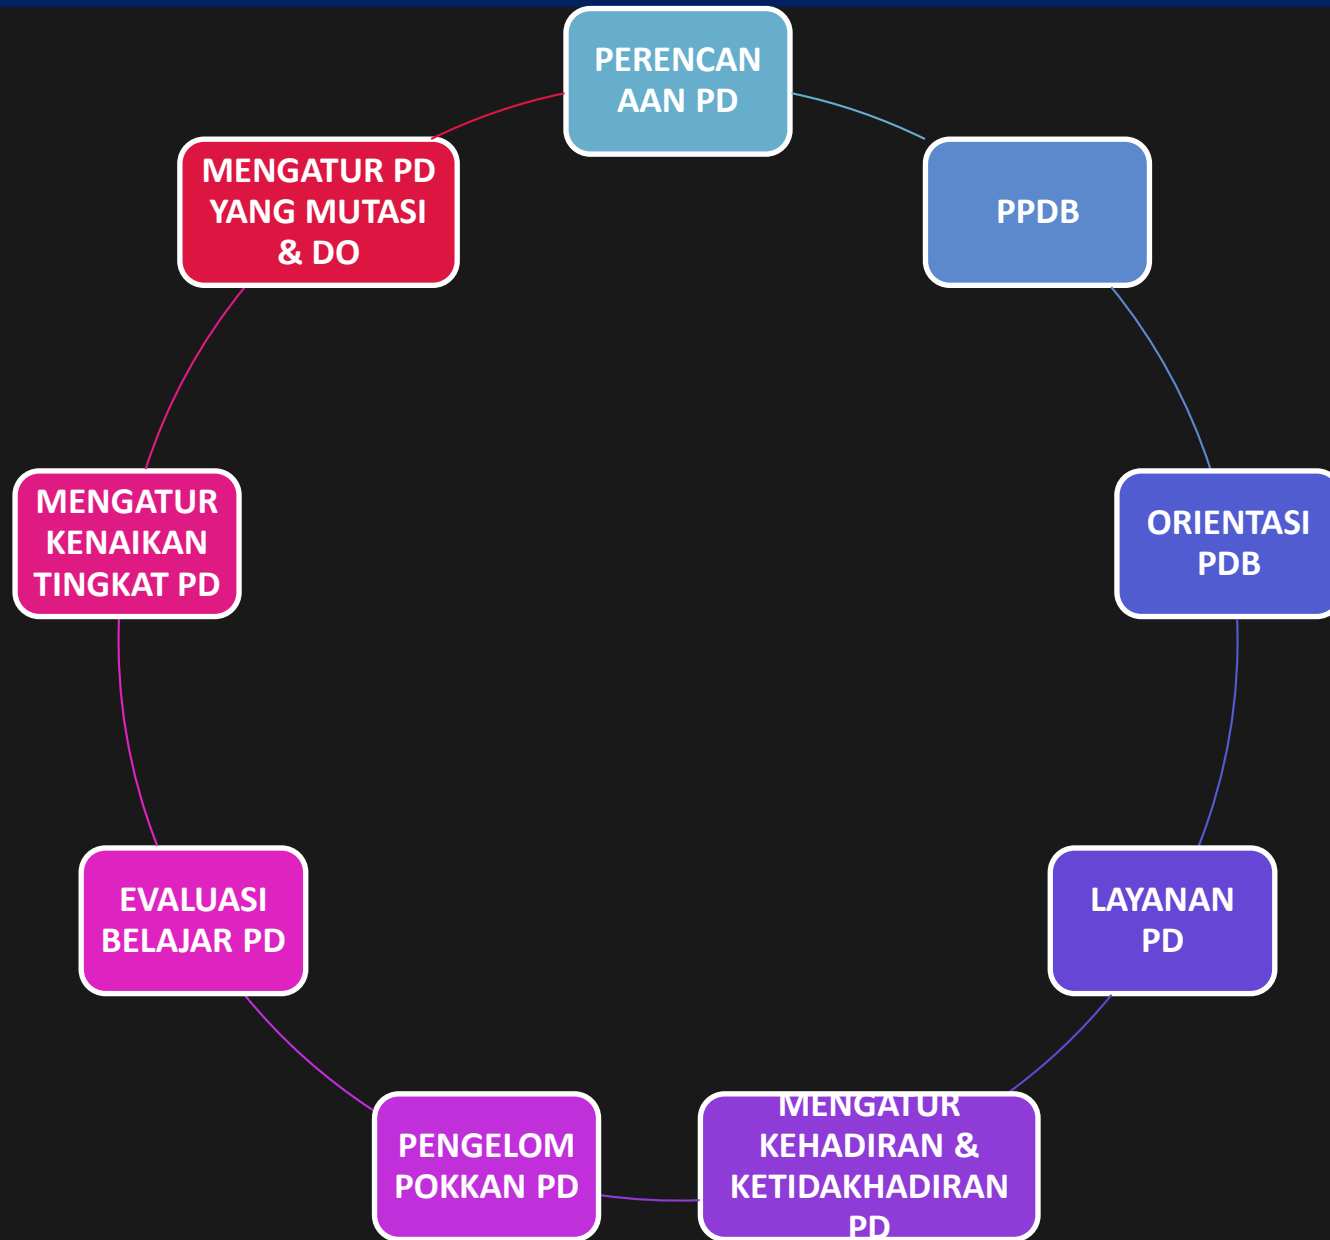 PERENCAN
AAN PD
PPDB
ORIENTASI
PDB
LAYANAN
PD
MENGATUR
KEHADIRAN &
KETIDAKHADIRAN
PD
PENGELOM
POKKAN PD
EVALUASI
BELAJAR PD
MENGATUR
KENAIKAN
TINGKAT PD
MENGATUR PD
YANG MUTASI
& DO